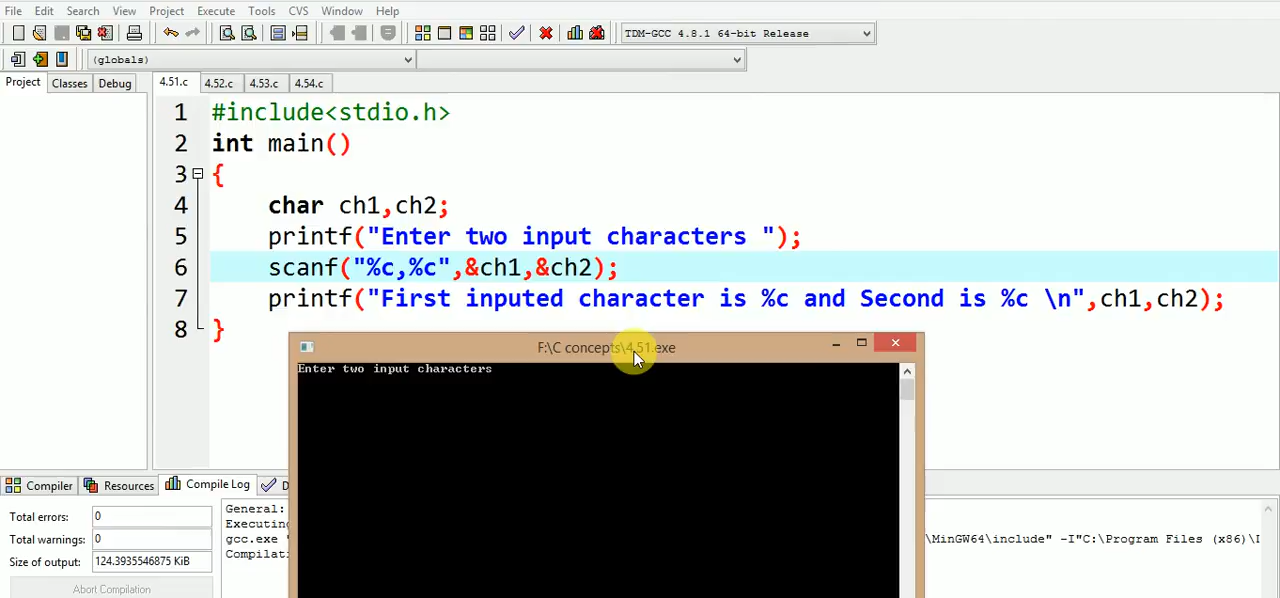 File Edit Search View Project Execute Tools CVS Window Help
TDM-GCC 4.8.1 64-bit Release
(globals)
Project Classes Debug 4.51.c 4.52.c 4.53.c 4.54.c
1 #include<stdio.h>
2 int main()
3 {
4 char ch1,ch2;
5 printf("Enter two input characters ");
6 scanf("%c,%c",&ch1,&ch2);
7 printf("First inputed character is %c and Second is %c \n",ch1,ch2);
8 }
F:\C concepts\4.51.exe
Enter two input characters
Compiler Resources Compile Log D
Total errors: 0
Total warnings: 0
Size of output: 124.3935546875 KiB
Abort Compilation
General:
Executing
gcc.exe " \MinGW64\include" -I"C:\Program Files (x86)\
Compilati